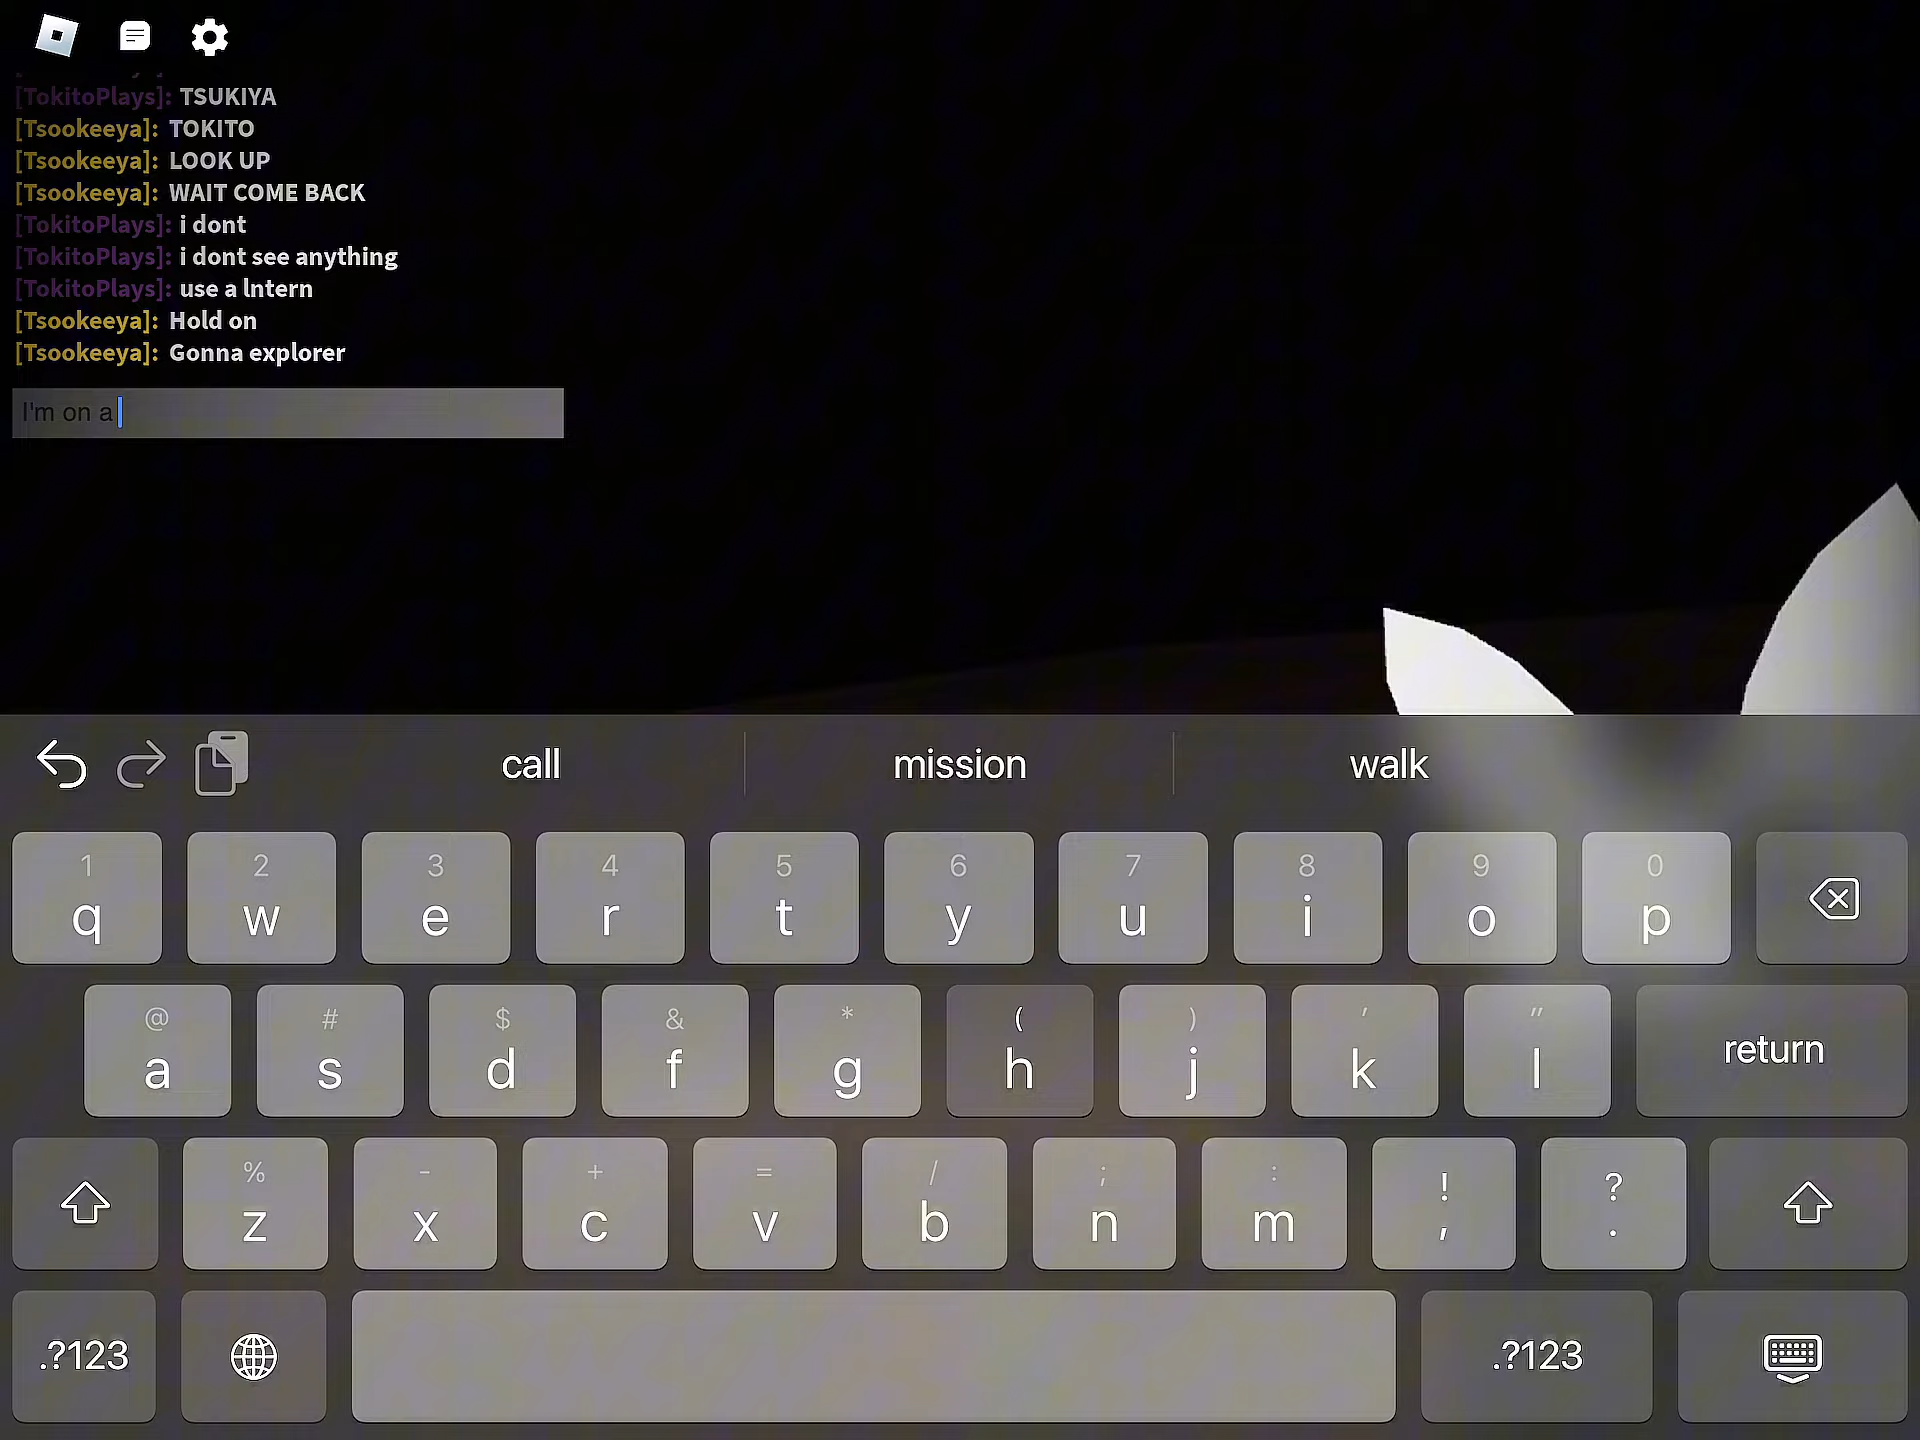 [TokitoPlays]: TSUKIYA
[Tsookeeya]: TOKITO
[Tsookeeya]: LOOK UP
[Tsookeeya]: WAIT COME BACK
[TokitoPlays]: i dont
[TokitoPlays]: i dont see anything
[TokitoPlays]: use a lntern
[Tsookeeya]: Hold on
[Tsookeeya]: Gonna explorer
I'm on a
call mission walk
1 2 3 4 5 6 7 8 9 0
q w e r t y u i o p
@ # $ & * ( ) ' "
a s d f g h j k l return
% - + = / ; : ! ?
z x c v b n m , .
.?123 .?123